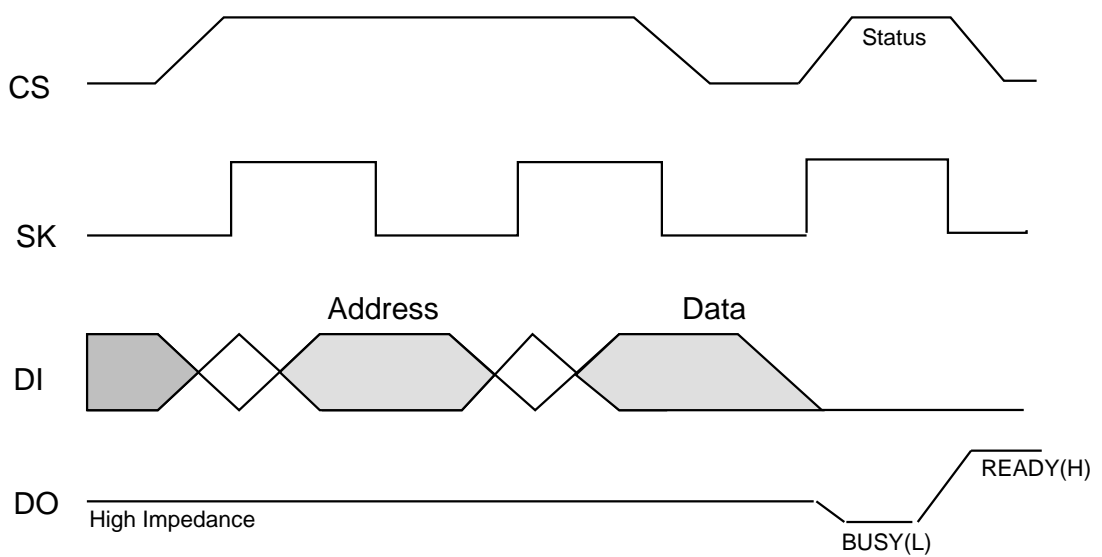 Status
CS
SK
Address
Data
DI
READY(H)
DO
High Impedance
BUSY(L)